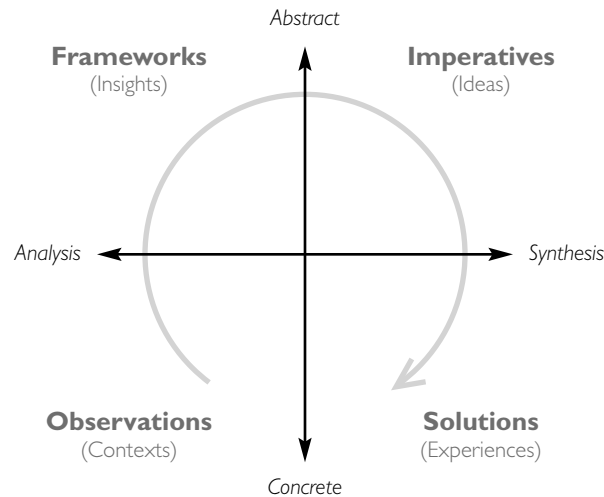 Abstract
Frameworks
(Insights)
Imperatives
(Ideas)
Analysis
Synthesis
Observations
(Contexts)
Solutions
(Experiences)
Concrete